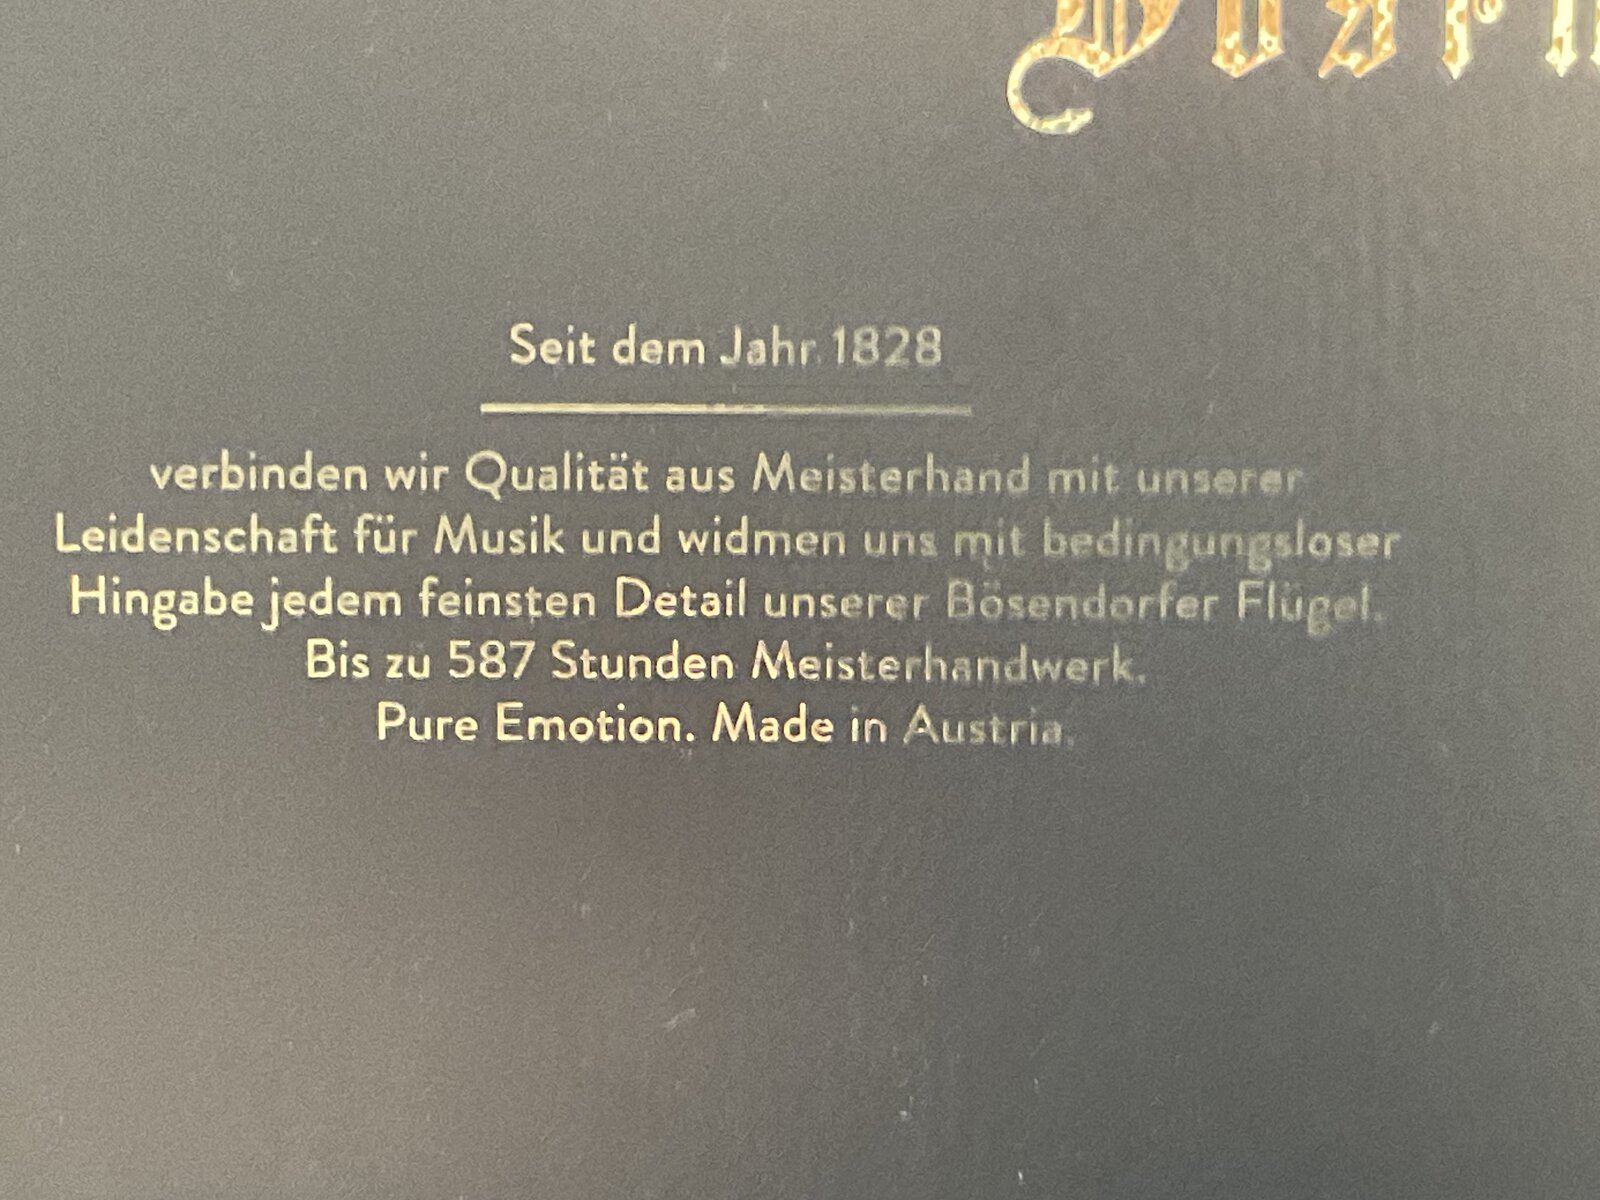 Seit dem Jahr 1828
verbinden wir Qualität aus Meisterhand mit unserer
Leidenschaft für Musik und widmen uns mit bedingungsloser
Hingabe jedem feinsten Detail unserer Bösendorfer Flügel.
Bis zu 587 Stunden Meisterhandwerk.
Pure Emotion. Made in Austria.